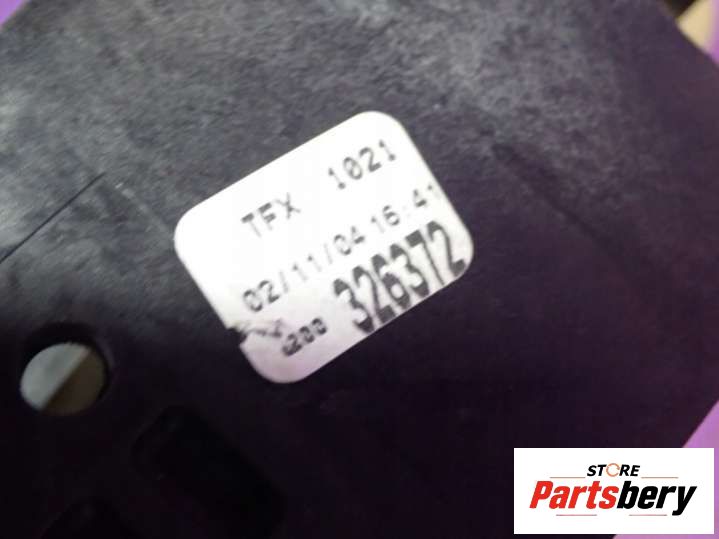 TFX 1021
02/11/04 16:41
326372
STORE
Partsbery